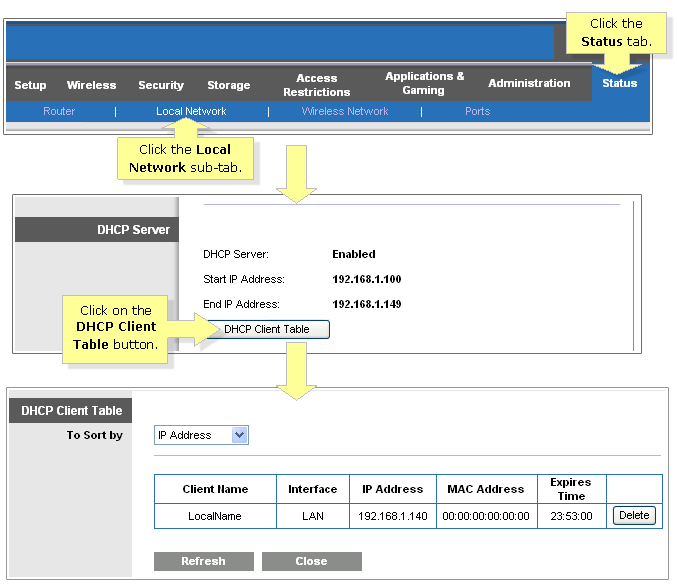 Click the
Status tab.
Setup Wireless Security Storage Access Restrictions Applications & Gaming Administration Status
Router | Local Network | Wireless Network | Ports
Click the Local
Network sub-tab.
DHCP Server
DHCP Server: Enabled
Start IP Address: 192.168.1.100
End IP Address: 192.168.1.149
Click on the
DHCP Client
Table button.
DHCP Client Table
DHCP Client Table
To Sort by IP Address
Client Name Interface IP Address MAC Address Expires Time
LocalName LAN 192.168.1.140 00:00:00:00:00:00 23:53:00 Delete
Refresh Close